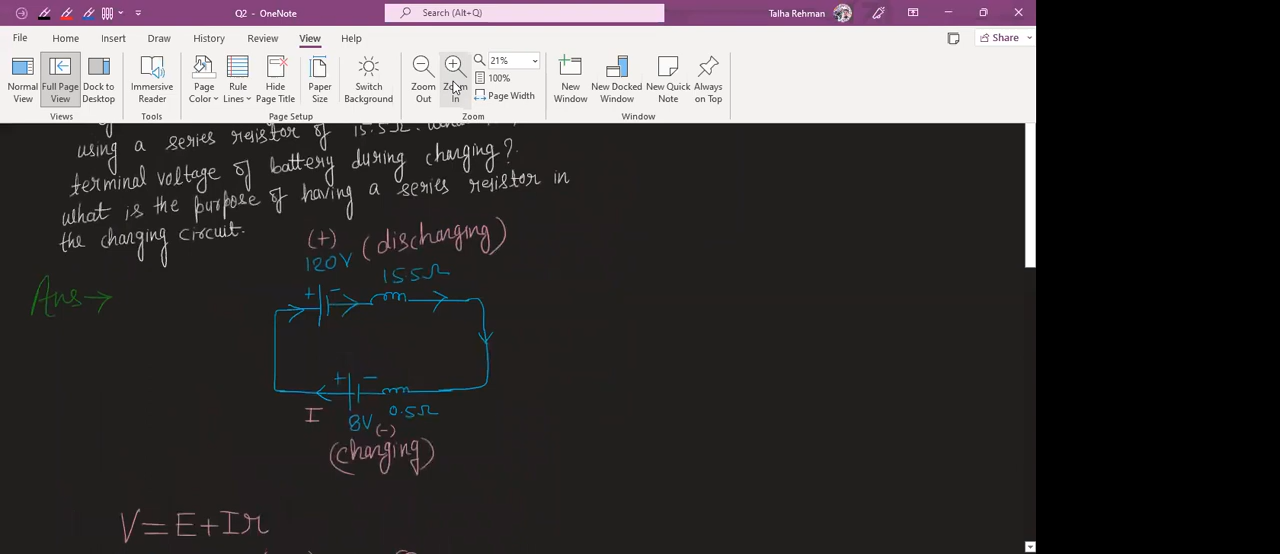 Q2 - OneNote
Search (Alt+Q)
Talha Rehman
File Home Insert Draw History Review View Help
Share
Normal View
Full Page View
Dock to Desktop
Immersive Reader
Page Color
Rule Lines
Hide Page Title
Paper Size
Switch Background
Zoom Out
Zoom In
21%
100%
Page Width
New Window
New Docked Window
New Quick Note
Always on Top
Views Tools Page Setup Zoom Window
using a series resistor of 15.5Ω.
terminal voltage of battery during charging?
what is the purpose of having a series resistor in
the charging circuit.
(+) (discharging)
120V
15.5Ω
+ -
Ans →
+ -
I
8V
0.5Ω
(-)
(charging)
V = E + Ir